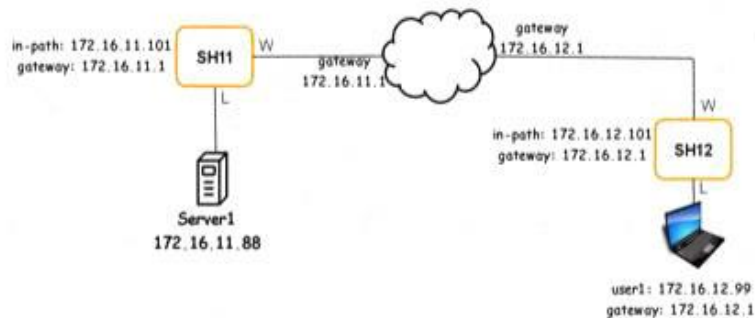 in-path: 172.16.11.101
gateway: 172.16.11.1
SH11
W
L
gateway
172.16.11.1
gateway
172.16.12.1
W
in-path: 172.16.12.101
gateway: 172.16.12.1
SH12
L
Server1
172.16.11.88
user1: 172.16.12.99
gateway: 172.16.12.1